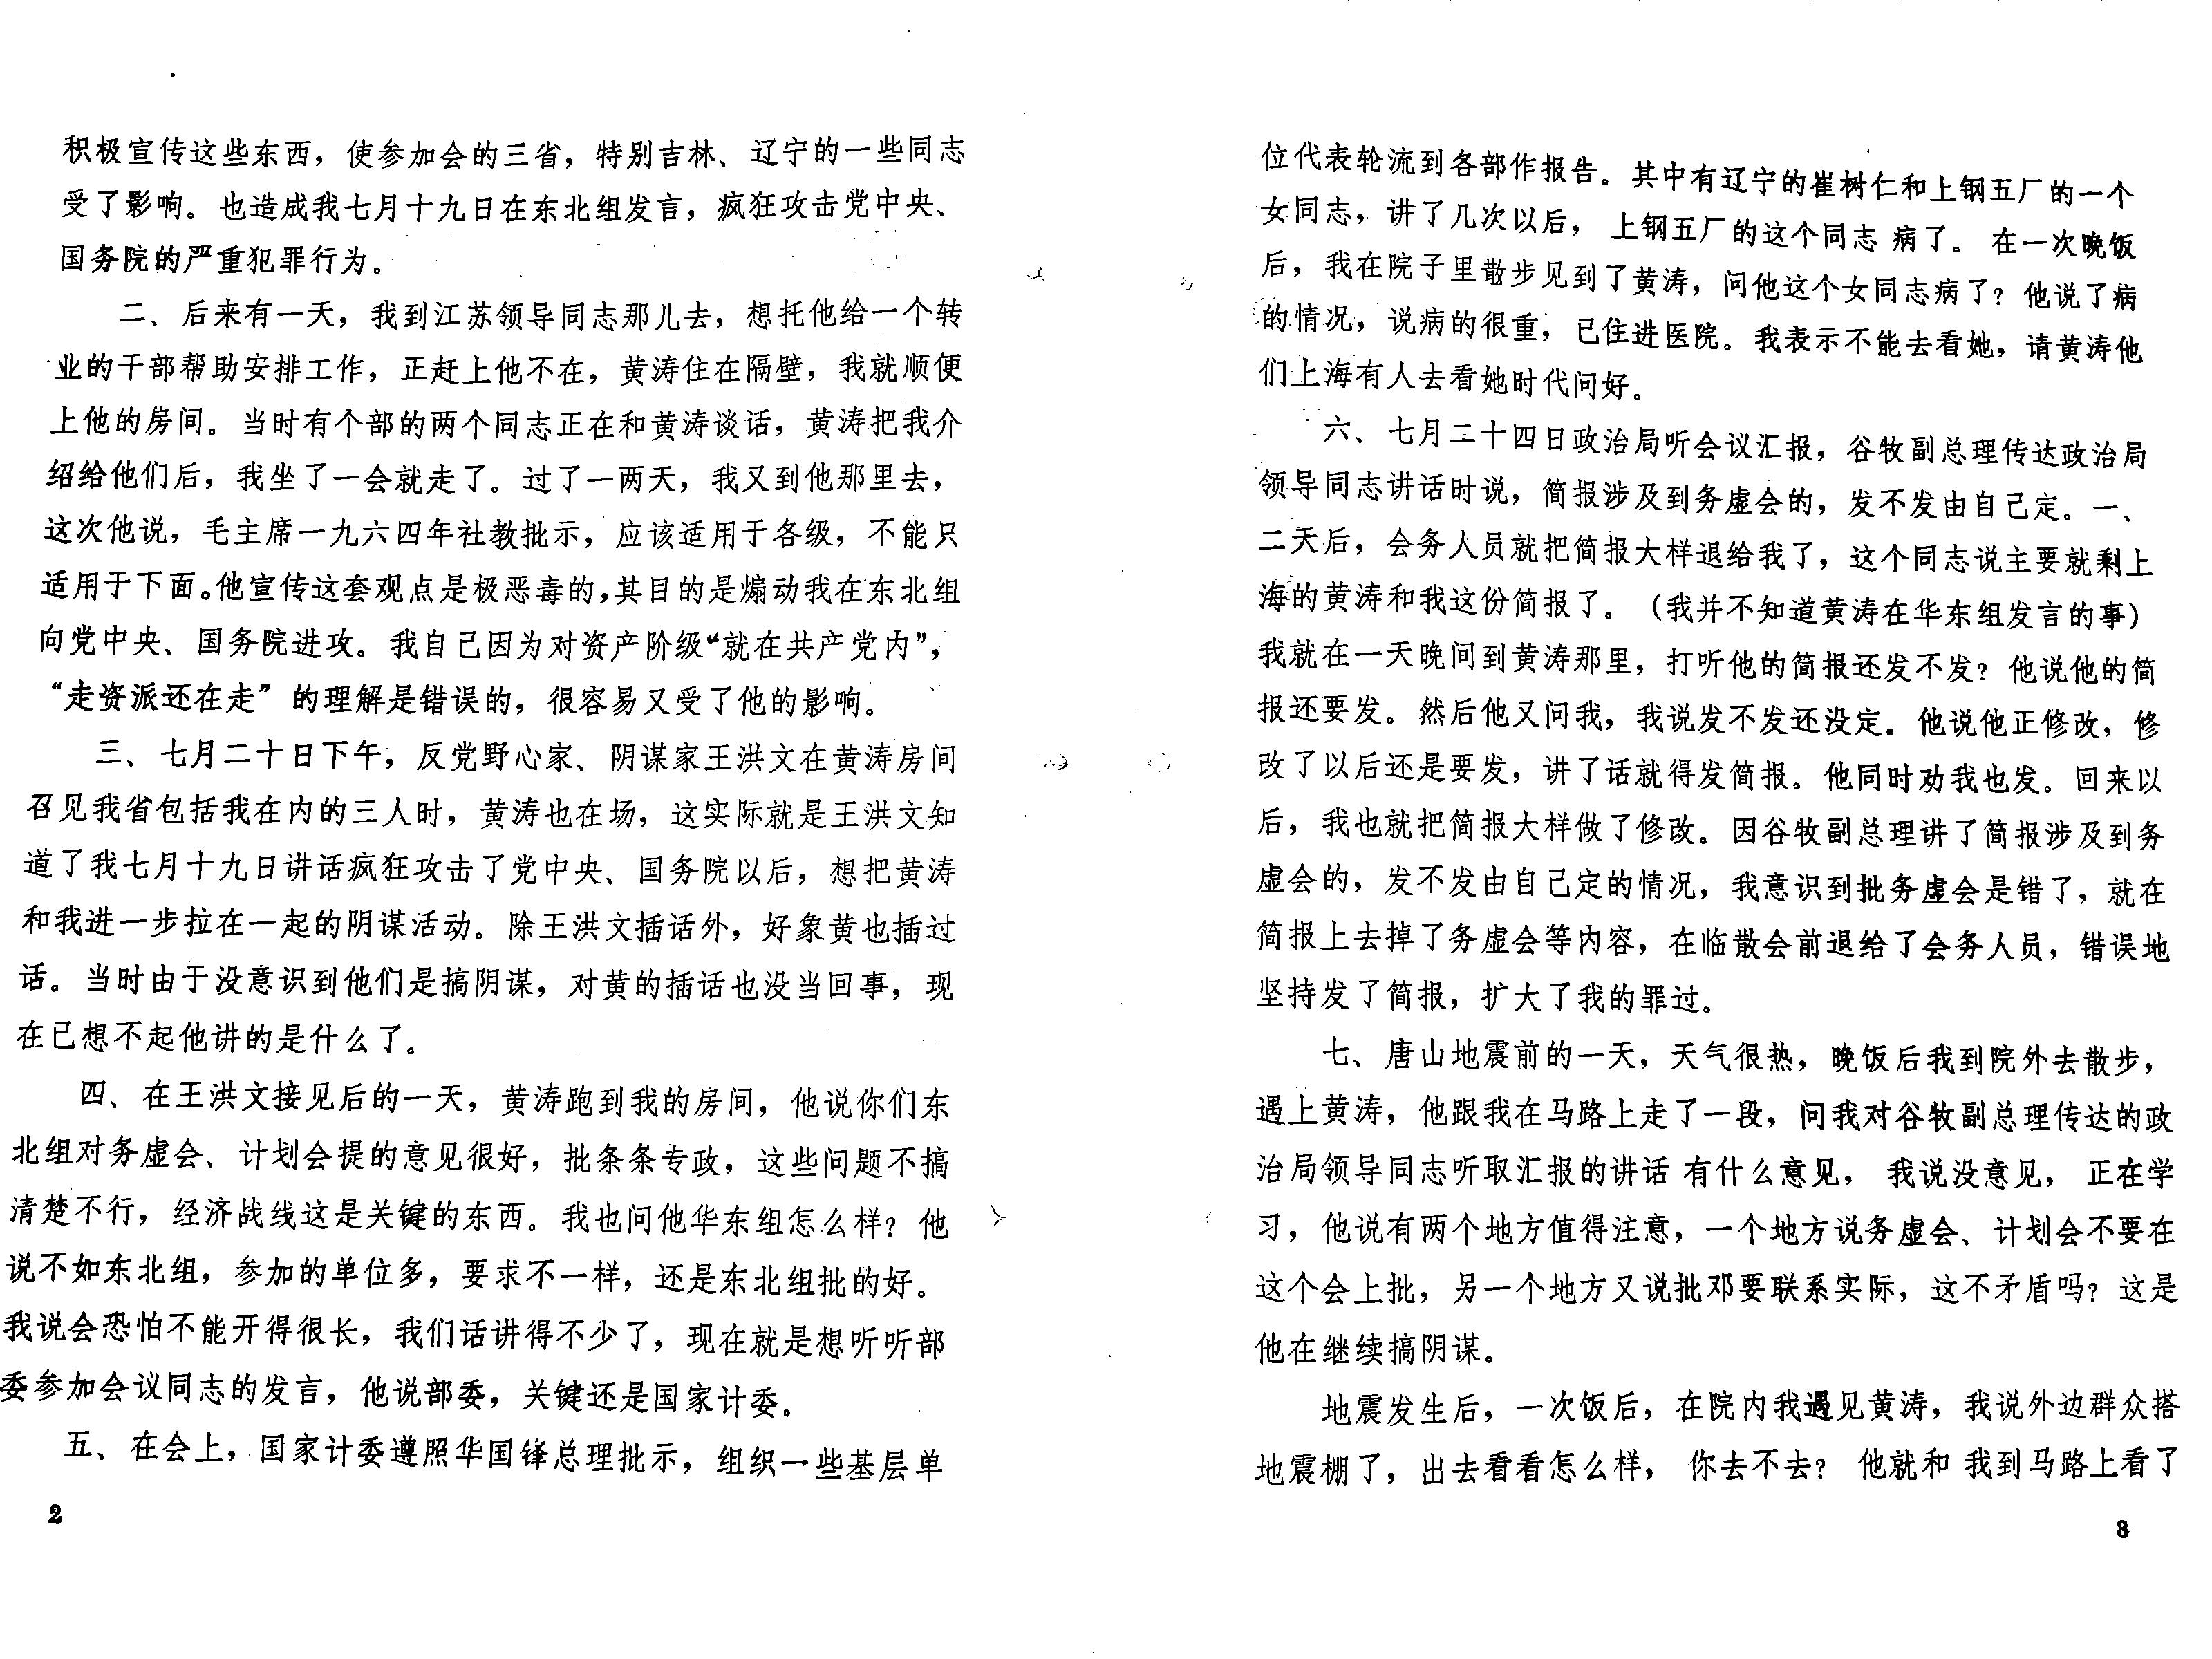 积极宣传这些东西，使参加会的三省，特别吉林、辽宁的一些同志
受了影响。也造成我七月十九日在东北组发言，疯狂攻击党中央、
国务院的严重犯罪行为。
二、后来有一天，我到江苏领导同志那儿去，想托他给一个转
业的干部帮助安排工作，正赶上他不在，黄涛住在隔壁，我就顺便
上他的房间。当时有个部的两个同志正在和黄涛谈话，黄涛把我介
绍给他们后，我坐了一会就走了。过了一两天，我又到他那里去，
这次他说，毛主席一九六四年社教批示，应该适用于各级，不能只
适用于下面。他宣传这套观点是极恶毒的，其目的是煽动我在东北组
向党中央、国务院进攻。我自己因为对资产阶级“就在共产党内”，
“走资派还在走”的理解是错误的，很容易又受了他的影响。
三、七月二十日下午，反党野心家、阴谋家王洪文在黄涛房间
召见我省包括我在内的三人时，黄涛也在场，这实际就是王洪文知
道了我七月十九日讲话疯狂攻击了党中央、国务院以后，想把黄涛
和我进一步拉在一起的阴谋活动。除王洪文插话外，好象黄也插过
话。当时由于没意识到他们是搞阴谋，对黄的插话也没当回事，现
在已想不起他讲的是什么了。
四、在王洪文接见后的一天，黄涛跑到我的房间，他说你们东
北组对务虚会、计划会提的意见很好，批条条专政，这些问题不搞
清楚不行，经济战线这是关键的东西。我也问他华东组怎么样？他
说不如东北组，参加的单位多，要求不一样，还是东北组批的好。
我说会恐怕不能开得很长，我们话讲得不少了，现在就是想听听部
委参加会议同志的发言，他说部委，关键还是国家计委。
五、在会上，国家计委遵照华国锋总理批示，组织一些基层单
2
位代表轮流到各部作报告。其中有辽宁的崔树仁和上钢五厂的一个
女同志，讲了几次以后，上钢五厂的这个同志病了。在一次晚饭
后，我在院子里散步见到了黄涛，问他这个女同志病了？他说了病
的情况，说病的很重，已住进医院。我表示不能去看她，请黄涛他
们上海有人去看她时代问好。
六、七月二十四日政治局听会议汇报，谷牧副总理传达政治局
领导同志讲话时说，简报涉及到务虚会的，发不发由自己定。一、
二天后，会务人员就把简报大样退给我了，这个同志说主要就剩上
海的黄涛和我这份简报了。（我并不知道黄涛在华东组发言的事）
我就在一天晚间到黄涛那里，打听他的简报还发不发？他说他的简
报还要发。然后他又问我，我说发不发还没定。他说他正修改，修
改了以后还是要发，讲了话就得发简报。他同时劝我也发。回来以
后，我也就把简报大样做了修改。因谷牧副总理讲了简报涉及到务
虚会的，发不发由自己定的情况，我意识到批务虚会是错了，就在
简报上去掉了务虚会等内容，在临散会前退给了会务人员，错误地
坚持发了简报，扩大了我的罪过。
七、唐山地震前的一天，天气很热，晚饭后我到院外去散步，
遇上黄涛，他跟我在马路上走了一段，问我对谷牧副总理传达的政
治局领导同志听取汇报的讲话有什么意见，我说没意见，正在学
习，他说有两个地方值得注意，一个地方说务虚会、计划会不要在
这个会上批，另一个地方又说批邓要联系实际，这不矛盾吗？这是
他在继续搞阴谋。
地震发生后，一次饭后，在院内我遇见黄涛，我说外边群众搭
地震棚了，出去看看怎么样，你去不去？他就和我到马路上看了
3